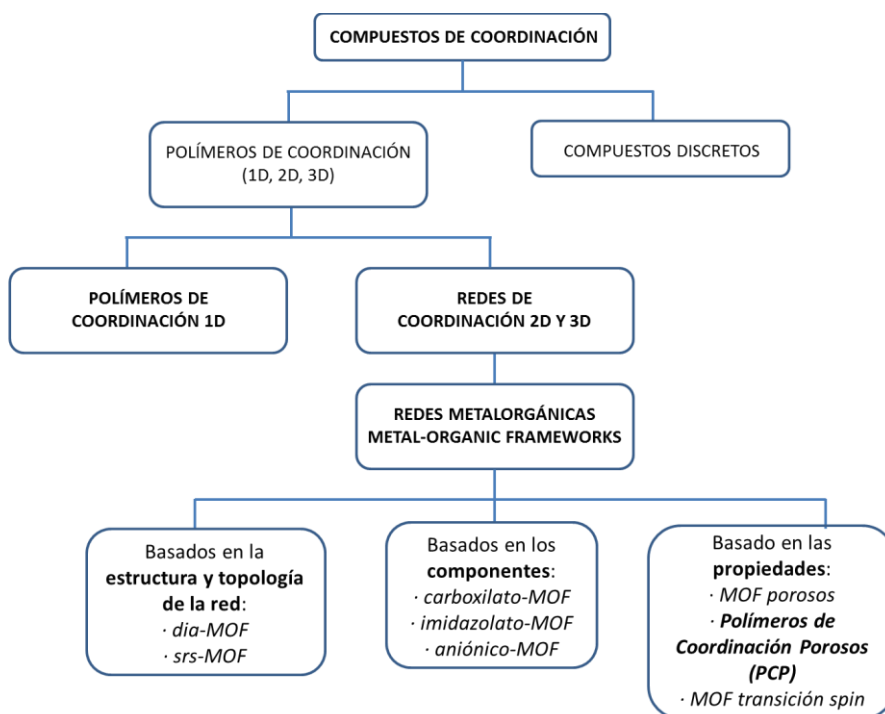 COMPUESTOS DE COORDINACIÓN
POLÍMEROS DE COORDINACIÓN
(1D, 2D, 3D)
COMPUESTOS DISCRETOS
POLÍMEROS DE
COORDINACIÓN 1D
REDES DE
COORDINACIÓN 2D Y 3D
REDES METALORGÁNICAS
METAL-ORGANIC FRAMEWORKS
Basados en la
estructura y topología
de la red:
· dia-MOF
· srs-MOF
Basados en los
componentes:
· carboxilato-MOF
· imidazolato-MOF
· aniónico-MOF
Basado en las
propiedades:
· MOF porosos
· Polímeros de
Coordinación Porosos
(PCP)
· MOF transición spin